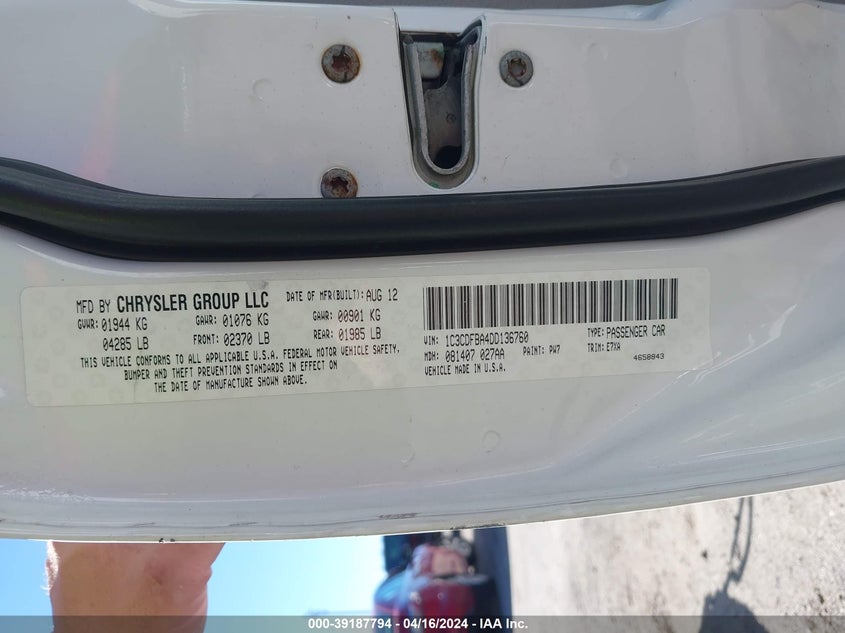 MFD BY CHRYSLER GROUP LLC DATE OF MFR(BUILT): AUG 12
GVWR: 01944 KG GAWR: 01076 KG GAWR: 00901 KG
04285 LB FRONT: 02370 LB REAR: 01985 LB
THIS VEHICLE CONFORMS TO ALL APPLICABLE U.S.A. FEDERAL MOTOR VEHICLE SAFETY,
BUMPER AND THEFT PREVENTION STANDARDS IN EFFECT ON
THE DATE OF MANUFACTURE SHOWN ABOVE.
VIN: 1C3CDFBA4DD136760 TYPE: PASSENGER CAR
MDH: 081407 027AA PAINT: PW7 TRIM: E7XA
VEHICLE MADE IN U.S.A. 4658843
000-39187794 - 04/16/2024 - IAA Inc.